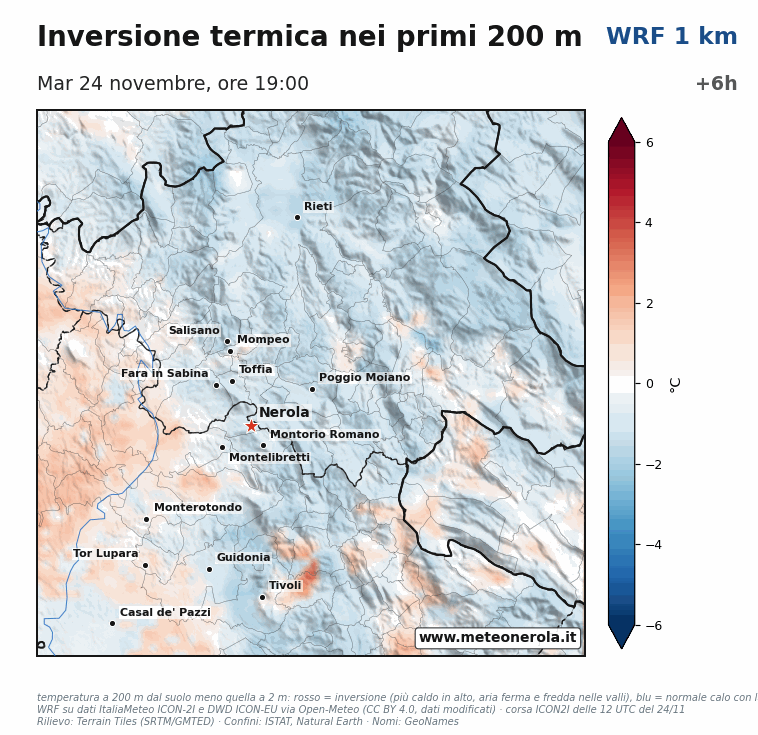 Inversione termica nei primi 200 m WRF 1 km
Mar 24 novembre, ore 19:00 +6h
Rieti
Salisano
Mompeo
Fara in Sabina
Toffia
Poggio Moiano
Nerola
Montorio Romano
Montelibretti
Monterotondo
Tor Lupara
Guidonia
Tivoli
Casal de' Pazzi
www.meteonerola.it
6
4
2
0
−2
−4
−6
°C
temperatura a 200 m dal suolo meno quella a 2 m: rosso = inversione (più caldo in alto, aria ferma e fredda nelle valli), blu = normale calo con l
WRF su dati ItaliaMeteo ICON-2I e DWD ICON-EU via Open-Meteo (CC BY 4.0, dati modificati) · corsa ICON2I delle 12 UTC del 24/11
Rilievo: Terrain Tiles (SRTM/GMTED) · Confini: ISTAT, Natural Earth · Nomi: GeoNames